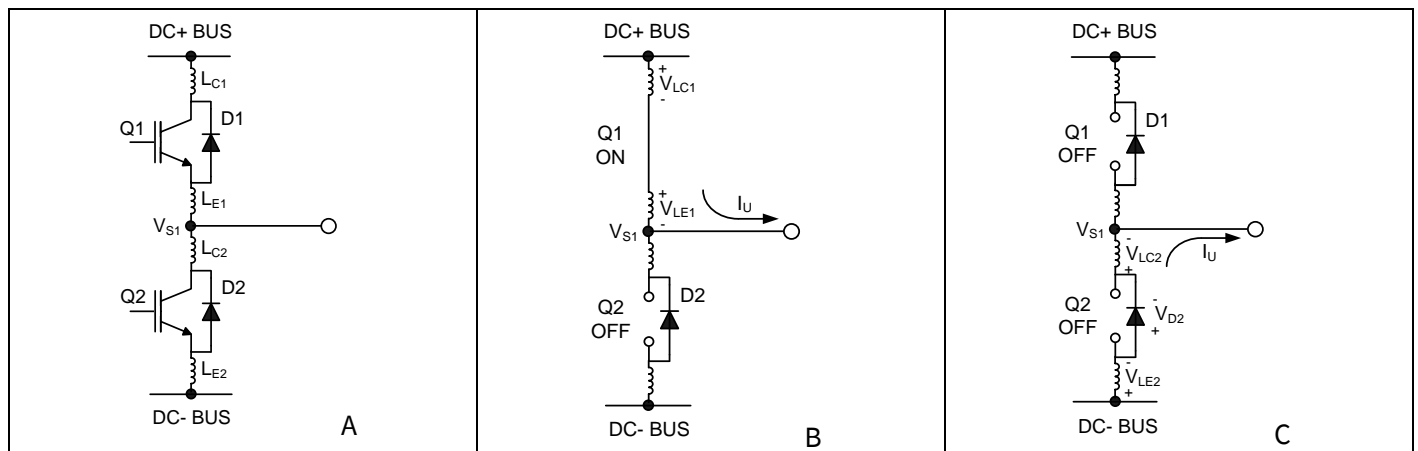 DC+ BUS
LC1
Q1
D1
LE1
VS1
LC2
Q2
D2
LE2
DC- BUS
A
DC+ BUS
+
VLC1
-
Q1
ON
+
VLE1
-
IU
VS1
Q2
OFF
D2
DC- BUS
B
DC+ BUS
Q1
OFF
D1
VS1
-
VLC2
+
IU
Q2
OFF
-
VD2
+
-
VLE2
+
DC- BUS
C